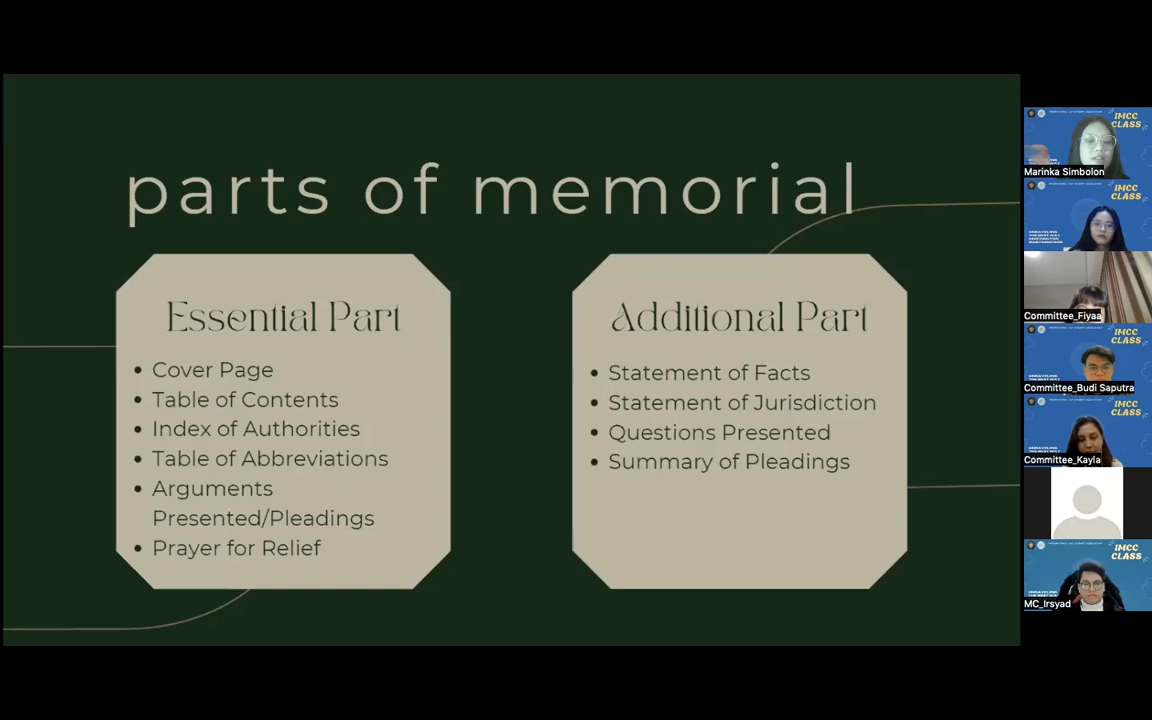 parts of memorial
Essential Part
• Cover Page
• Table of Contents
• Index of Authorities
• Table of Abbreviations
• Arguments
Presented/Pleadings
• Prayer for Relief
Additional Part
• Statement of Facts
• Statement of Jurisdiction
• Questions Presented
• Summary of Pleadings
IMCC
CLASS
Marinka Simbolon
IMCC
CLASS
Committee_Fiyaa
IMCC
CLASS
Committee_Budi Saputra
IMCC
CLASS
Committee_Kayla
IMCC
CLASS
MC_Irsyad